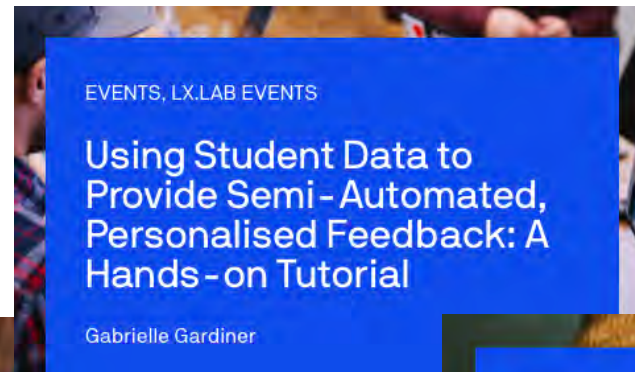 EVENTS, LX.LAB EVENTS
Using Student Data to
Provide Semi-Automated,
Personalised Feedback: A
Hands-on Tutorial
Gabrielle Gardiner